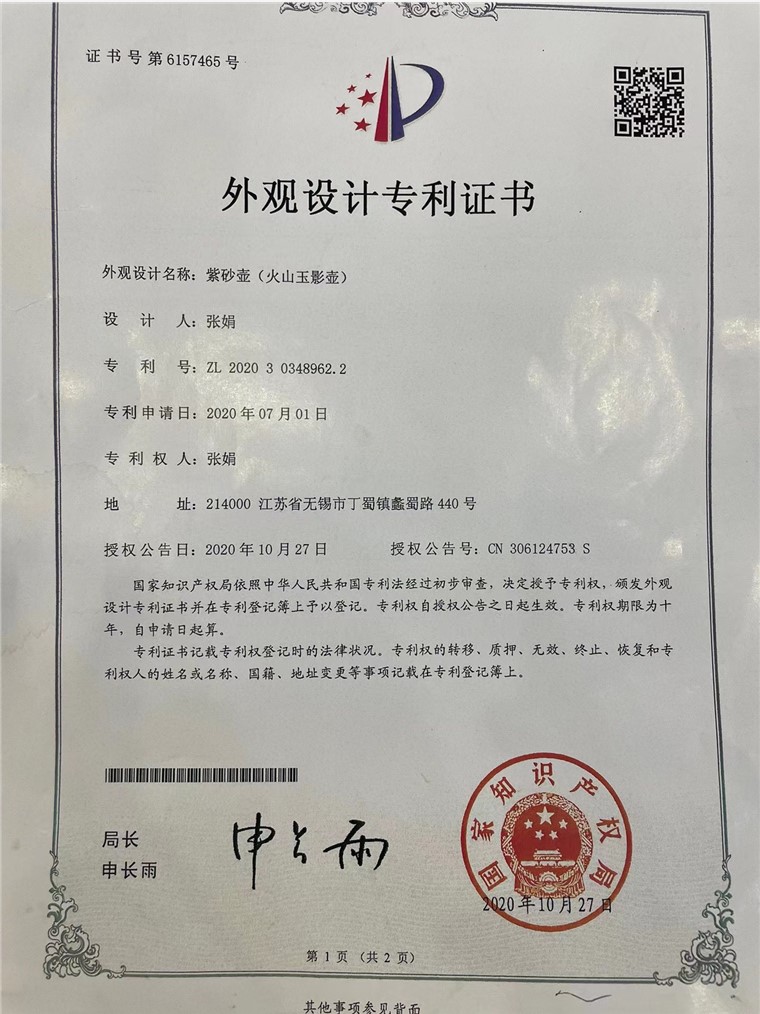 证书号第6157465号
外观设计专利证书
外观设计名称：紫砂壶（火山玉影壶）
设计人：张娟
专利号：ZL 2020 3 0348962.2
专利申请日：2020年07月01日
专利权人：张娟
地址：214000 江苏省无锡市丁蜀镇蠡蜀路440号
授权公告日：2020年10月27日 授权公告号：CN 306124753 S
国家知识产权局依照中华人民共和国专利法经过初步审查，决定授予专利权，颁发外观
设计专利证书并在专利登记簿上予以登记。专利权自授权公告之日起生效。专利权期限为十
年，自申请日起算。
专利证书记载专利权登记时的法律状况。专利权的转移、质押、无效、终止、恢复和专
利权人的姓名或名称、国籍、地址变更等事项记载在专利登记簿上。
局长
申长雨
申长雨
国家知识产权局
2020年10月27日
第1页（共2页）
其他事项参见背面